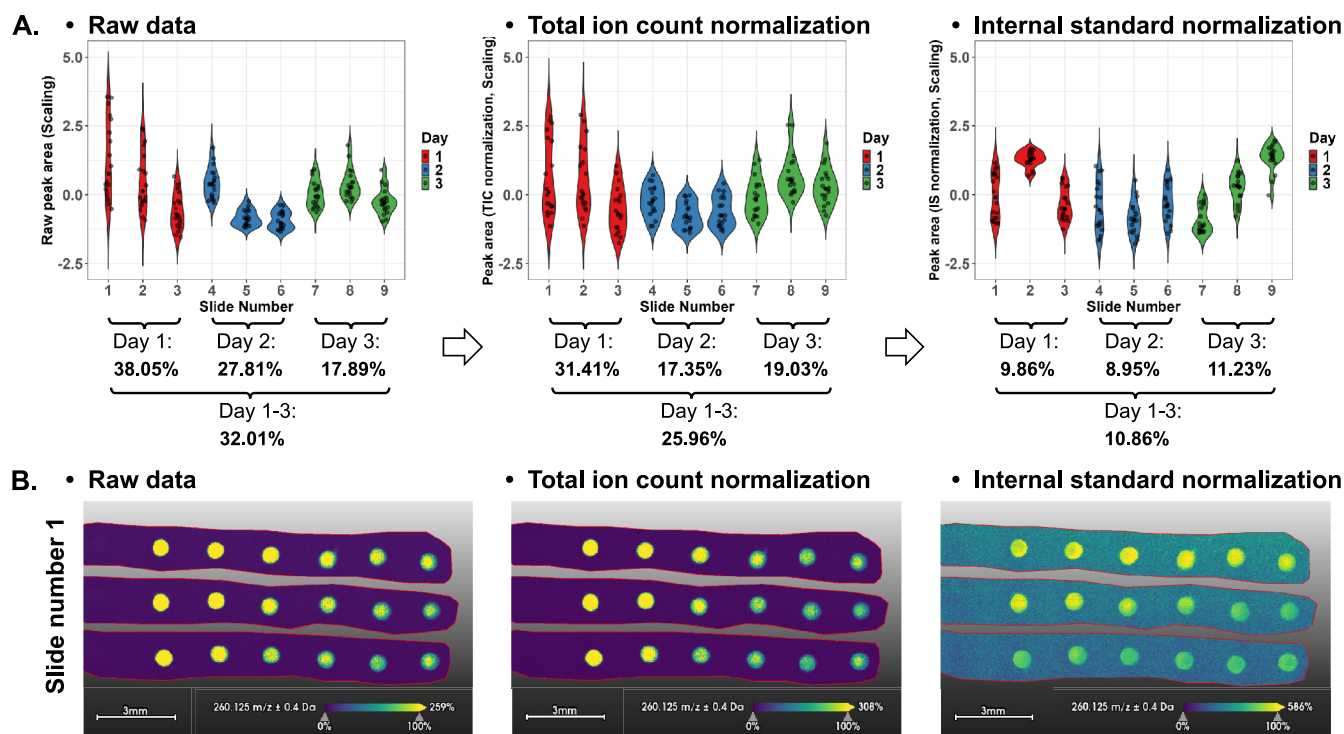 A.
• Raw data
Raw peak area (Scaling)
5.0
2.5
0.0
-2.5
1 2 3 4 5 6 7 8 9
Slide Number
Day
1
2
3
Day 1: Day 2: Day 3:
38.05% 27.81% 17.89%
Day 1-3:
32.01%
• Total ion count normalization
Peak area (TIC normalization, Scaling)
5.0
2.5
0.0
-2.5
1 2 3 4 5 6 7 8 9
Slide Number
Day
1
2
3
Day 1: Day 2: Day 3:
31.41% 17.35% 19.03%
Day 1-3:
25.96%
• Internal standard normalization
Peak area (IS normalization, Scaling)
5.0
2.5
0.0
-2.5
1 2 3 4 5 6 7 8 9
Slide Number
Day
1
2
3
Day 1: Day 2: Day 3:
9.86% 8.95% 11.23%
Day 1-3:
10.86%
B.
Slide number 1
• Raw data
3mm
260.125 m/z ± 0.4 Da
259%
0% 100%
• Total ion count normalization
3mm
260.125 m/z ± 0.4 Da
308%
0% 100%
• Internal standard normalization
3mm
260.125 m/z ± 0.4 Da
586%
0% 100%